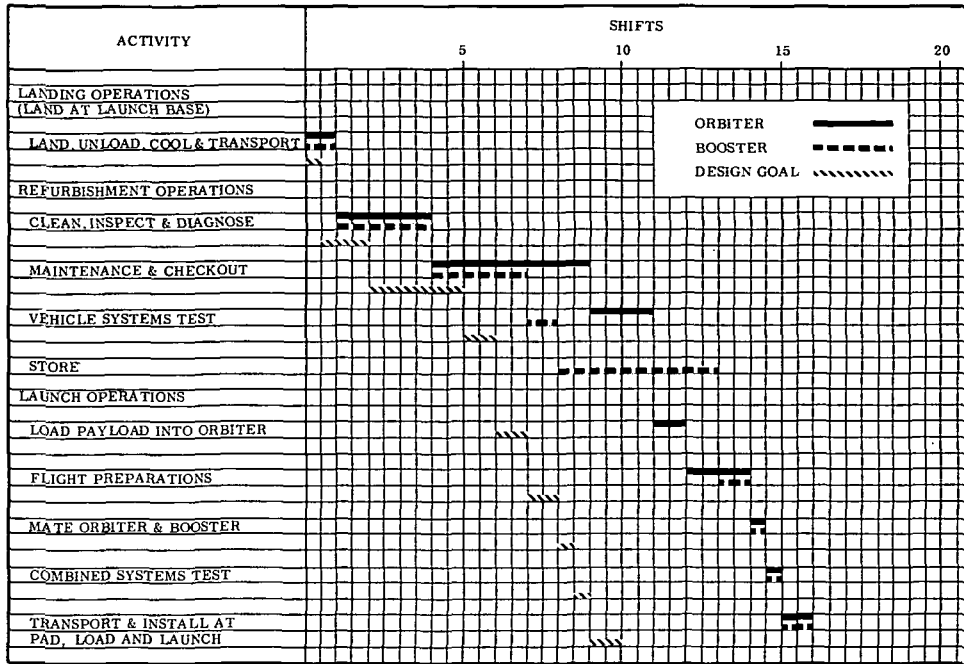 ACTIVITY
SHIFTS
5 10 15 20
LANDING OPERATIONS
(LAND AT LAUNCH BASE)
LAND, UNLOAD, COOL & TRANSPORT
REFURBISHMENT OPERATIONS
CLEAN, INSPECT & DIAGNOSE
MAINTENANCE & CHECKOUT
VEHICLE SYSTEMS TEST
STORE
LAUNCH OPERATIONS
LOAD PAYLOAD INTO ORBITER
FLIGHT PREPARATIONS
MATE ORBITER & BOOSTER
COMBINED SYSTEMS TEST
TRANSPORT & INSTALL AT
PAD, LOAD AND LAUNCH
ORBITER
BOOSTER
DESIGN GOAL